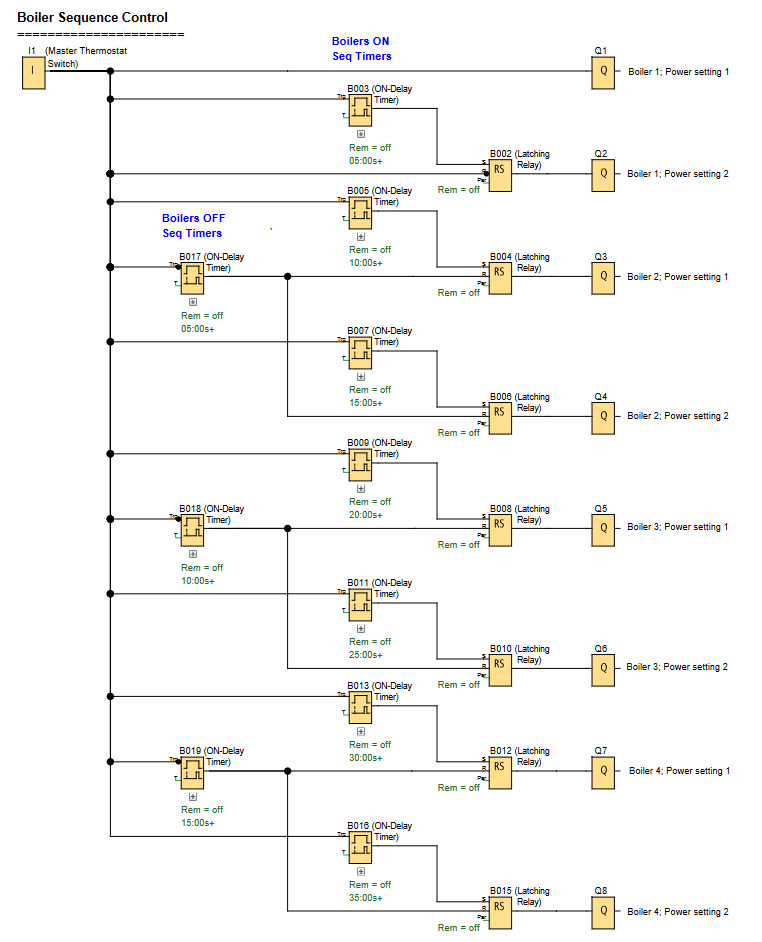 Boiler Sequence Control
========================
Boilers ON
Seq Timers
I1 (Master Thermostat
Switch)
I
Q1
Q
Boiler 1; Power setting 1
B003 (ON-Delay
Timer)
Trg
T
Rem = off
05:00s+
B002 (Latching
Relay)
S
R
Par
RS
Rem = off
Q2
Q
Boiler 1; Power setting 2
B005 (ON-Delay
Timer)
Trg
T
Rem = off
10:00s+
Boilers OFF
Seq Timers
B017 (ON-Delay
Timer)
Trg
T
Rem = off
05:00s+
B004 (Latching
Relay)
S
R
Par
RS
Rem = off
Q3
Q
Boiler 2; Power setting 1
B007 (ON-Delay
Timer)
Trg
T
Rem = off
15:00s+
B006 (Latching
Relay)
S
R
Par
RS
Rem = off
Q4
Q
Boiler 2; Power setting 2
B009 (ON-Delay
Timer)
Trg
T
Rem = off
20:00s+
B018 (ON-Delay
Timer)
Trg
T
Rem = off
10:00s+
B008 (Latching
Relay)
S
R
Par
RS
Rem = off
Q5
Q
Boiler 3; Power setting 1
B011 (ON-Delay
Timer)
Trg
T
Rem = off
25:00s+
B010 (Latching
Relay)
S
R
Par
RS
Rem = off
Q6
Q
Boiler 3; Power setting 2
B013 (ON-Delay
Timer)
Trg
T
Rem = off
30:00s+
B019 (ON-Delay
Timer)
Trg
T
Rem = off
15:00s+
B012 (Latching
Relay)
S
R
Par
RS
Rem = off
Q7
Q
Boiler 4; Power setting 1
B016 (ON-Delay
Timer)
Trg
T
Rem = off
35:00s+
B015 (Latching
Relay)
S
R
Par
RS
Rem = off
Q8
Q
Boiler 4; Power setting 2